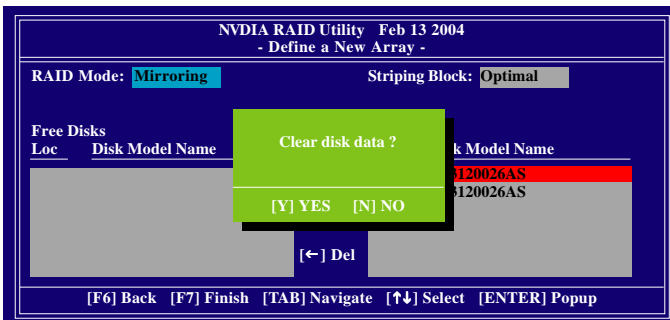 NVDIA RAID Utility Feb 13 2004
- Define a New Array -
RAID Mode: Mirroring Striping Block: Optimal
Free Disks
Loc Disk Model Name k Model Name
Clear disk data ?
3120026AS
3120026AS
[Y] YES [N] NO
[←] Del
[F6] Back [F7] Finish [TAB] Navigate [↑↓] Select [ENTER] Popup